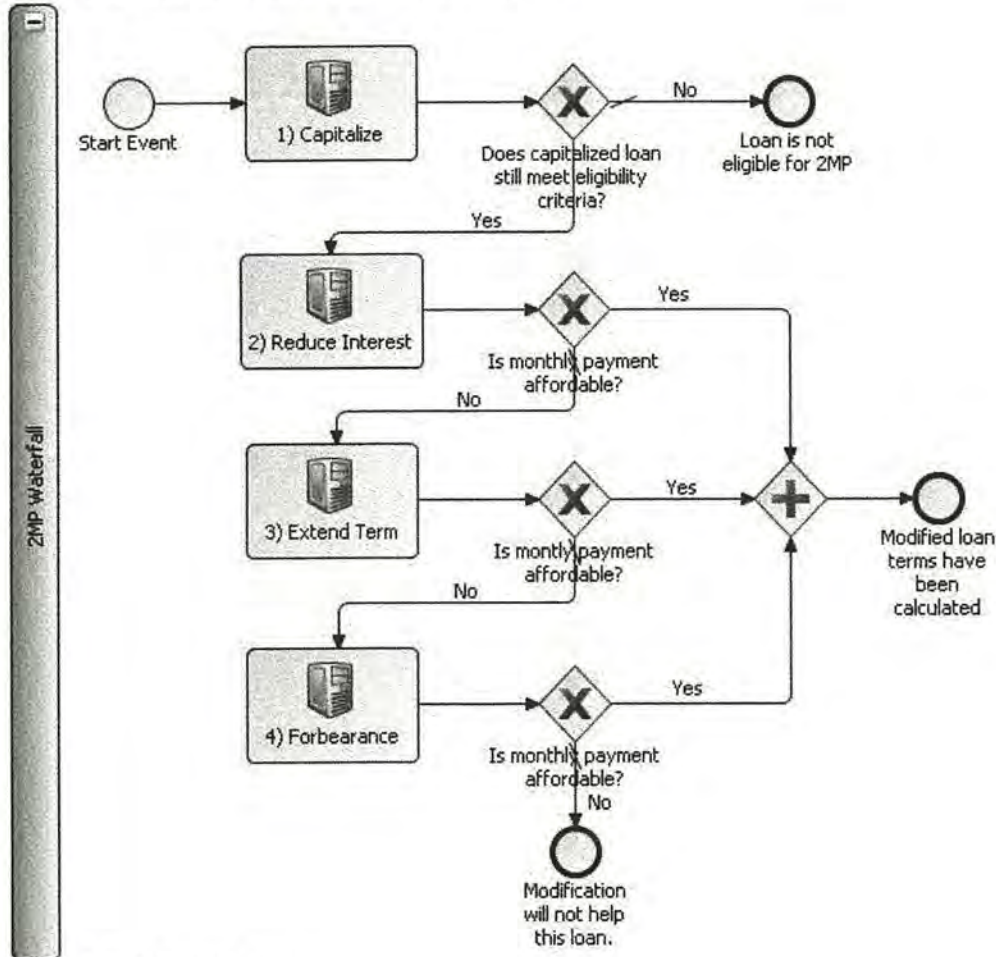 2MP Waterfall
Start Event
1) Capitalize
Does capitalized loan
still meet eligibility
criteria?
No
Loan is not
eligible for 2MP
Yes
2) Reduce Interest
Is monthly payment
affordable?
Yes
No
3) Extend Term
Is montly payment
affordable?
Yes
Modified loan
terms have
been
calculated
No
4) Forbearance
Is monthly payment
affordable?
Yes
No
Modification
will not help
this loan.